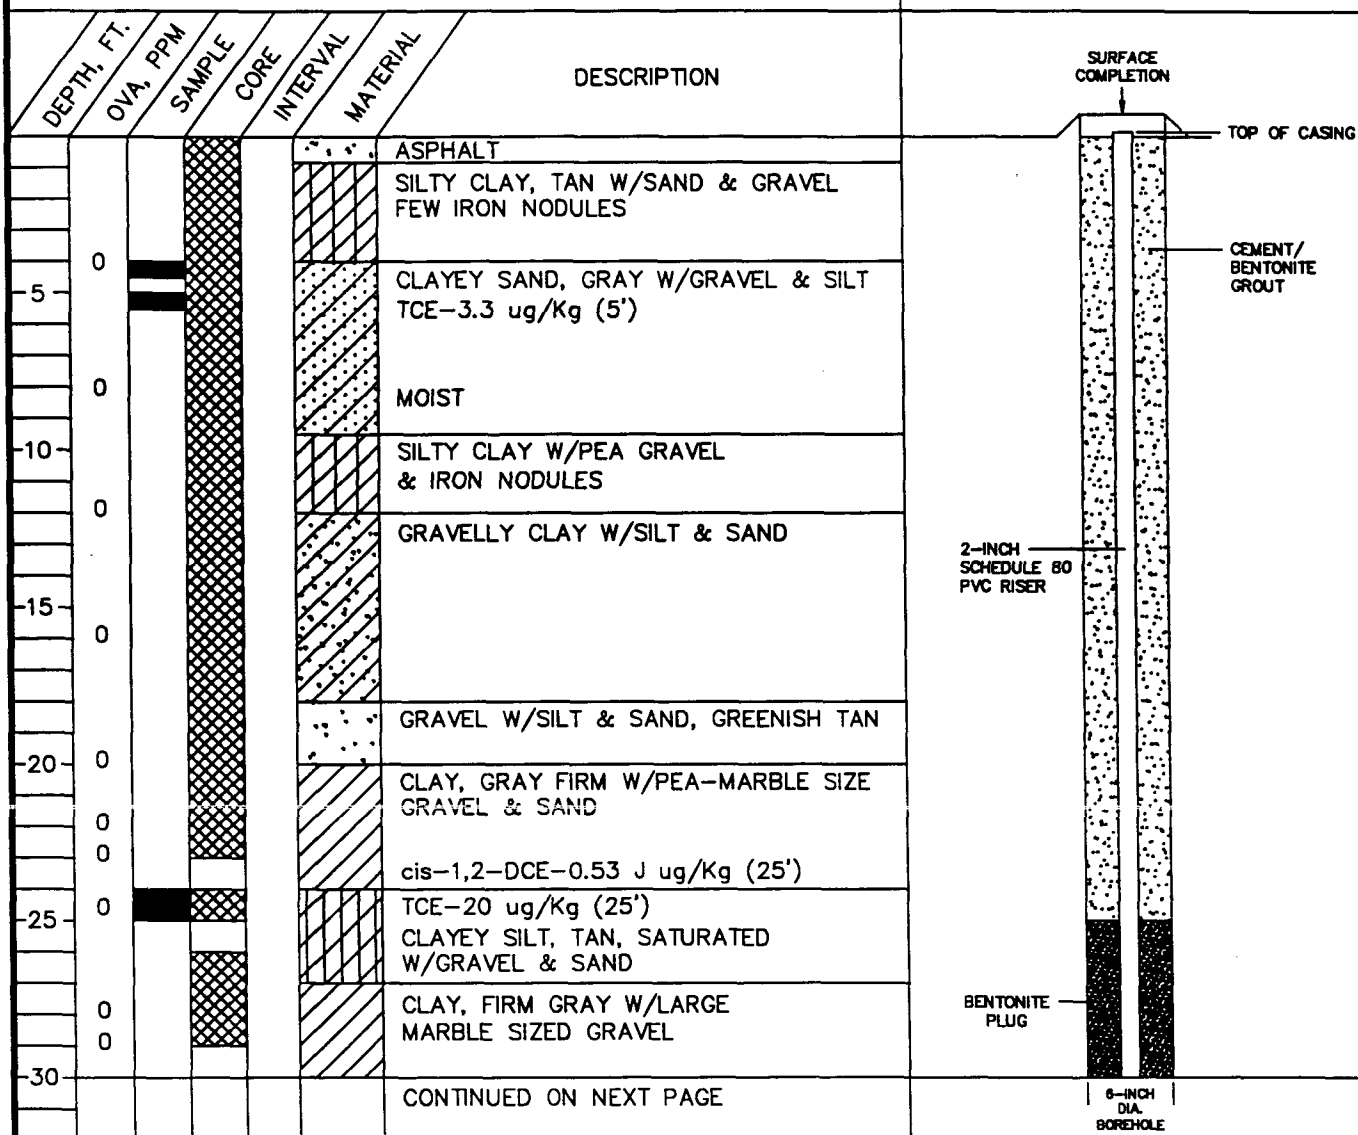 DEPTH, FT.
OVA, PPM
SAMPLE
CORE
INTERVAL
MATERIAL
DESCRIPTION
SURFACE
COMPLETION
TOP OF CASING
ASPHALT
SILTY CLAY, TAN W/SAND & GRAVEL
FEW IRON NODULES
CEMENT/
BENTONITE
GROUT
0
5
CLAYEY SAND, GRAY W/GRAVEL & SILT
TCE-3.3 ug/Kg (5')
0
MOIST
10
SILTY CLAY W/PEA GRAVEL
& IRON NODULES
0
GRAVELLY CLAY W/SILT & SAND
2-INCH
SCHEDULE 80
PVC RISER
15
0
GRAVEL W/SILT & SAND, GREENISH TAN
0
20
CLAY, GRAY FIRM W/PEA-MARBLE SIZE
GRAVEL & SAND
0
0
cis-1,2-DCE-0.53 J ug/Kg (25')
0
TCE-20 ug/Kg (25')
25
CLAYEY SILT, TAN, SATURATED
W/GRAVEL & SAND
0
CLAY, FIRM GRAY W/LARGE
MARBLE SIZED GRAVEL
0
BENTONITE
PLUG
30
CONTINUED ON NEXT PAGE
6-INCH
DIA.
BOREHOLE